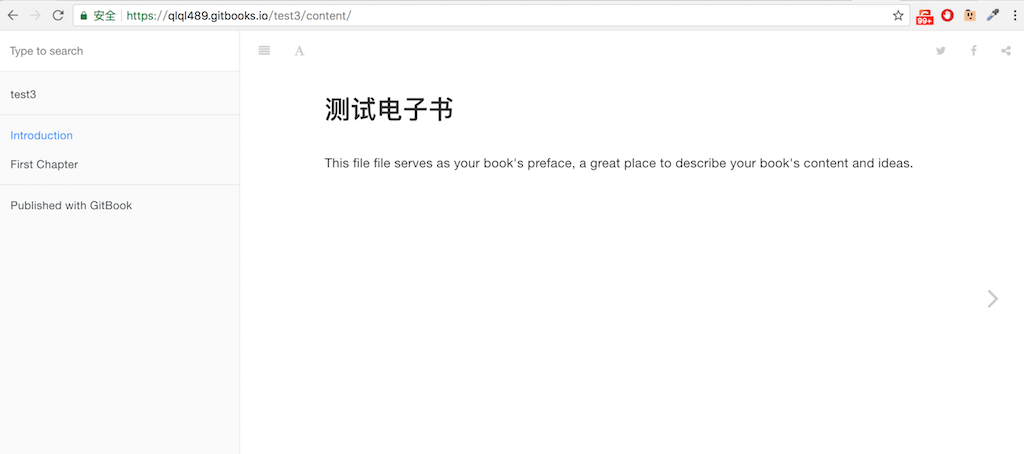 安全 https://qlql489.gitbooks.io/test3/content/
99+
Type to search
A
test3
Introduction
First Chapter
Published with GitBook
测试电子书
This file file serves as your book's preface, a great place to describe your book's content and ideas.